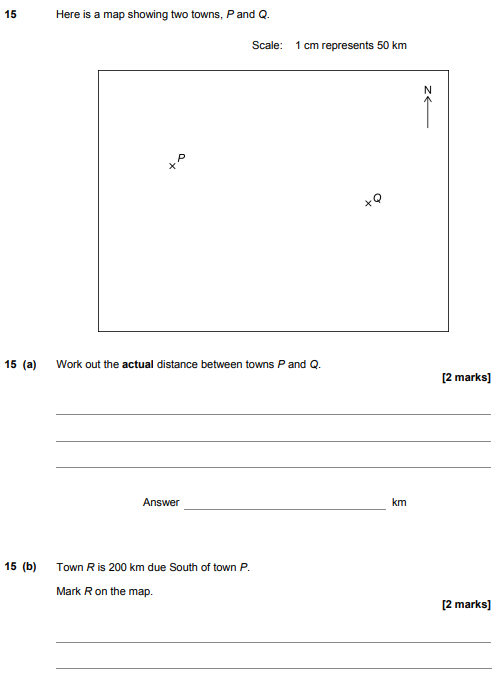 15 Here is a map showing two towns, P and Q.
Scale: 1 cm represents 50 km
N
P
Q
15 (a) Work out the actual distance between towns P and Q.
[2 marks]
Answer km
15 (b) Town R is 200 km due South of town P.
Mark R on the map.
[2 marks]